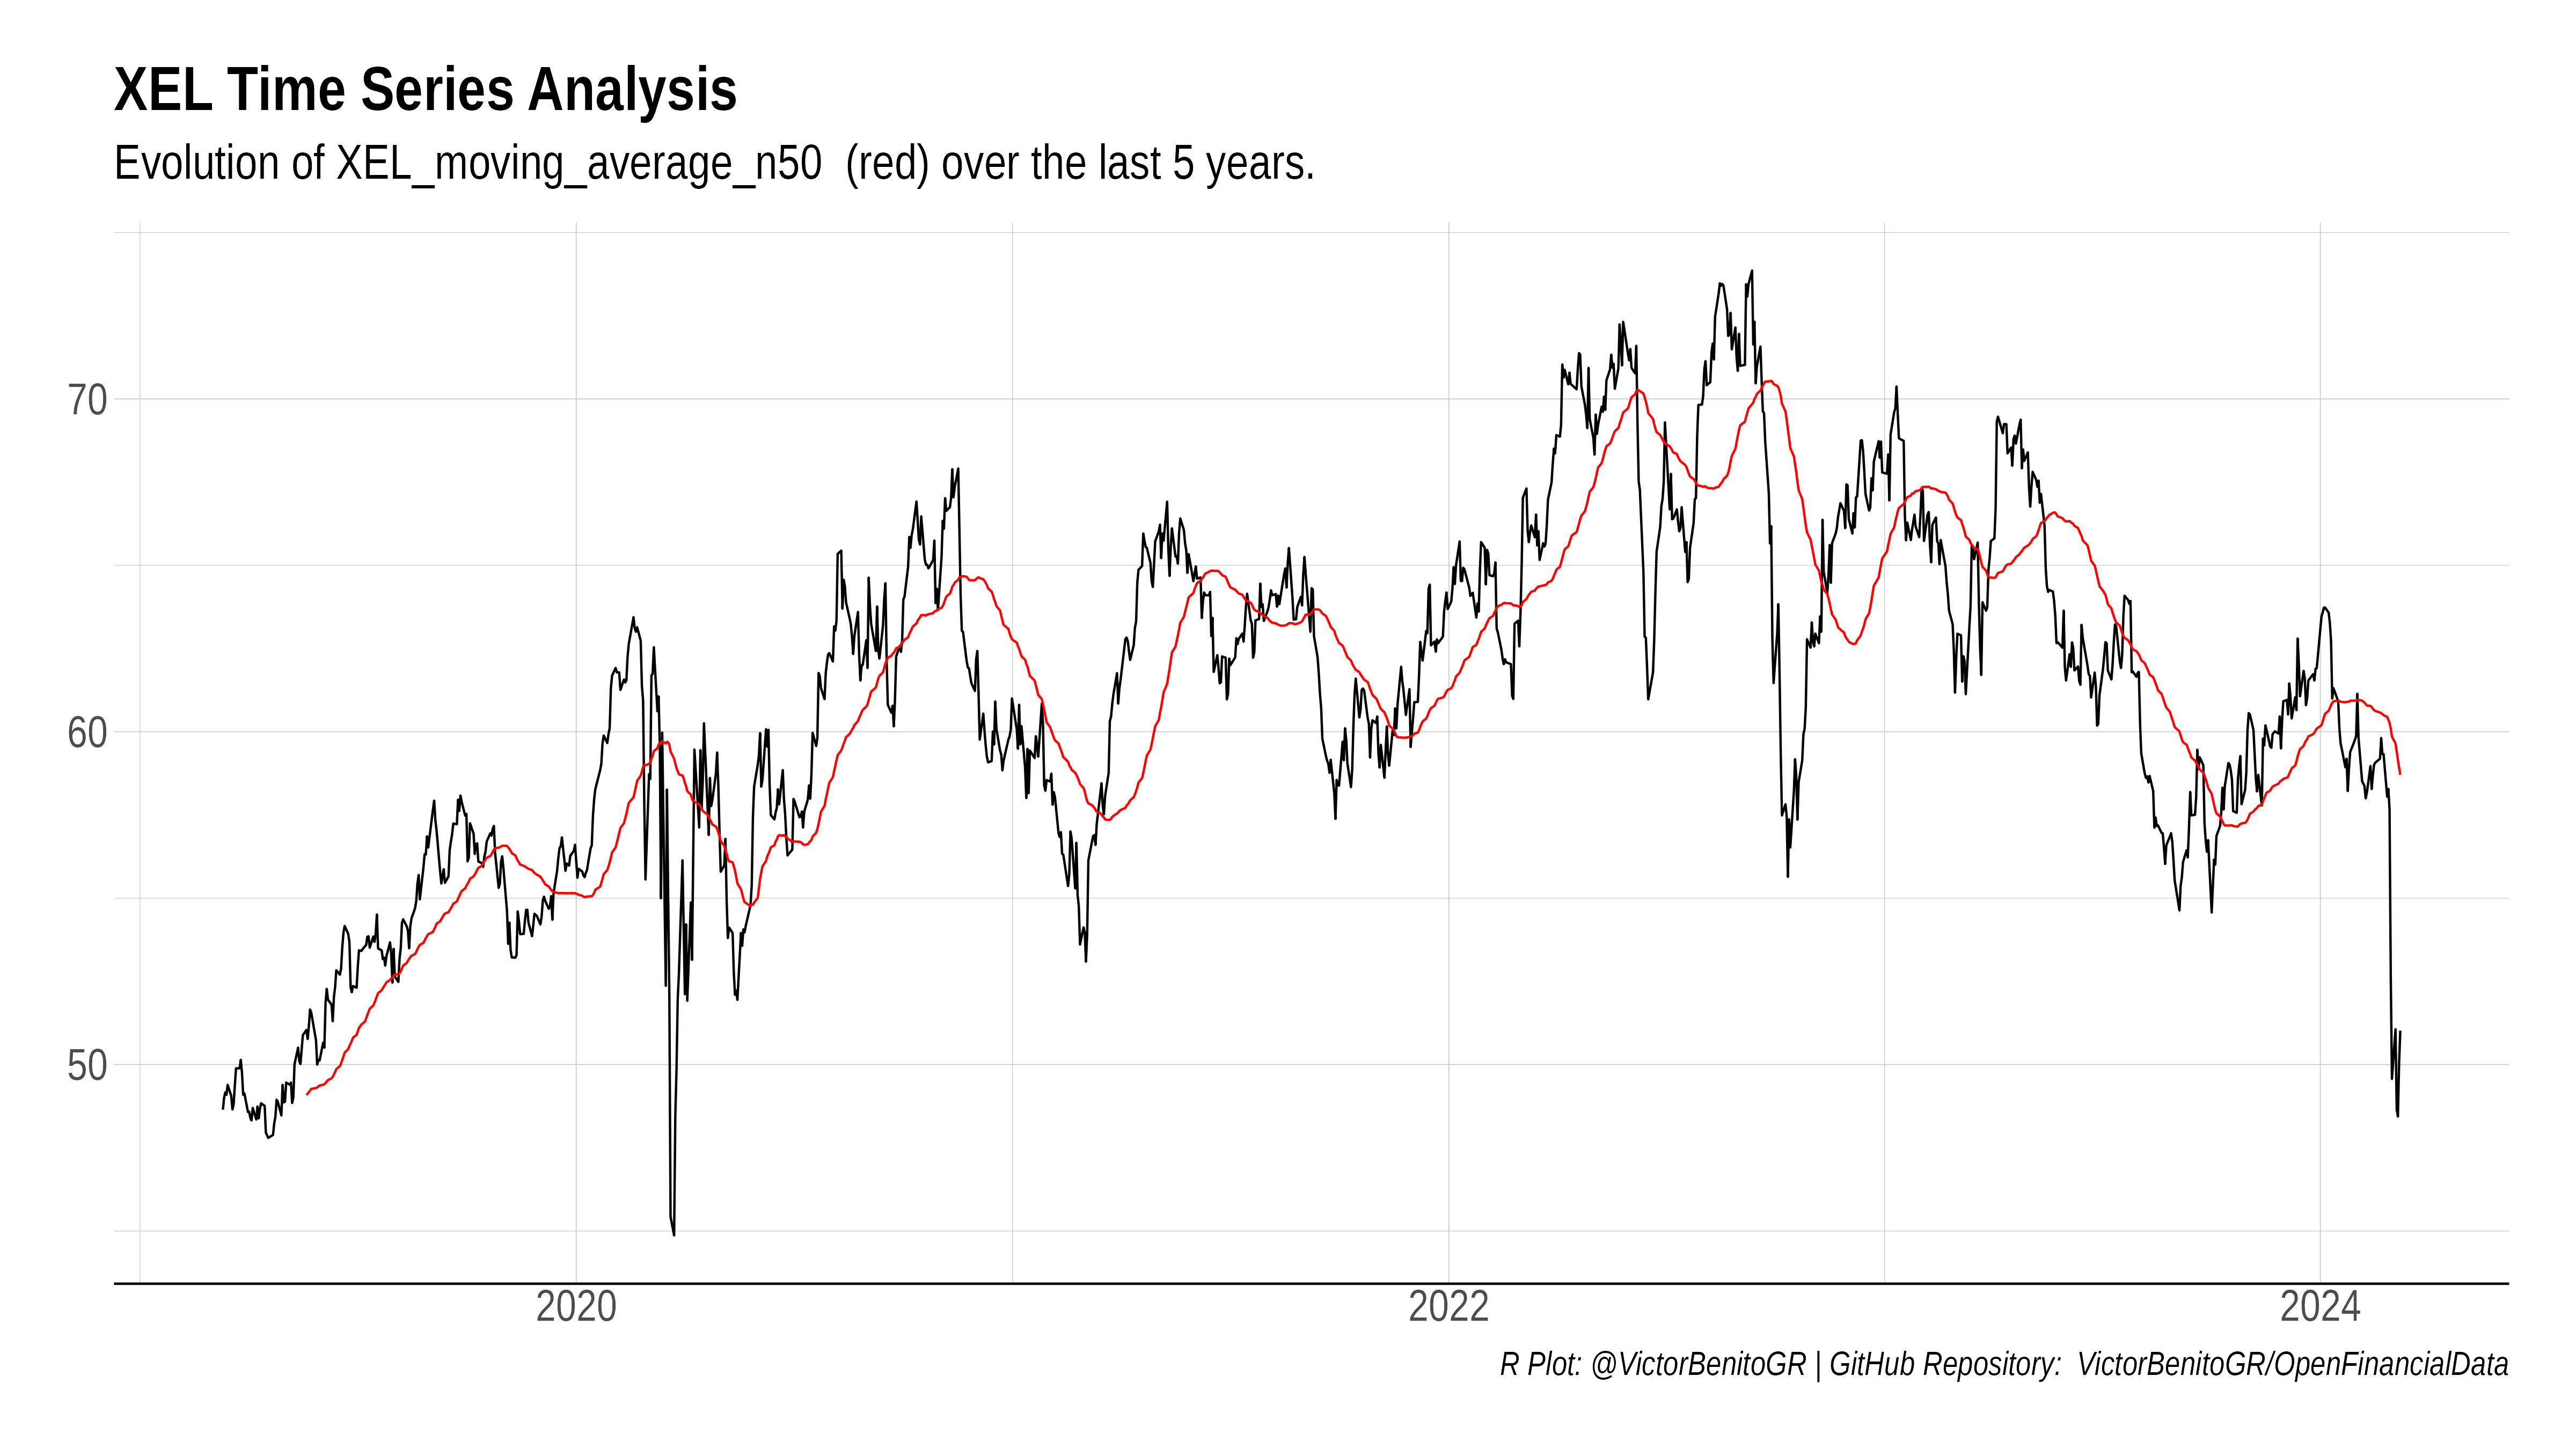 XEL Time Series Analysis
Evolution of XEL_moving_average_n50  (red) over the last 5 years.
70
60
50
2020 2022 2024
R Plot: @VictorBenitoGR | GitHub Repository:  VictorBenitoGR/OpenFinancialData